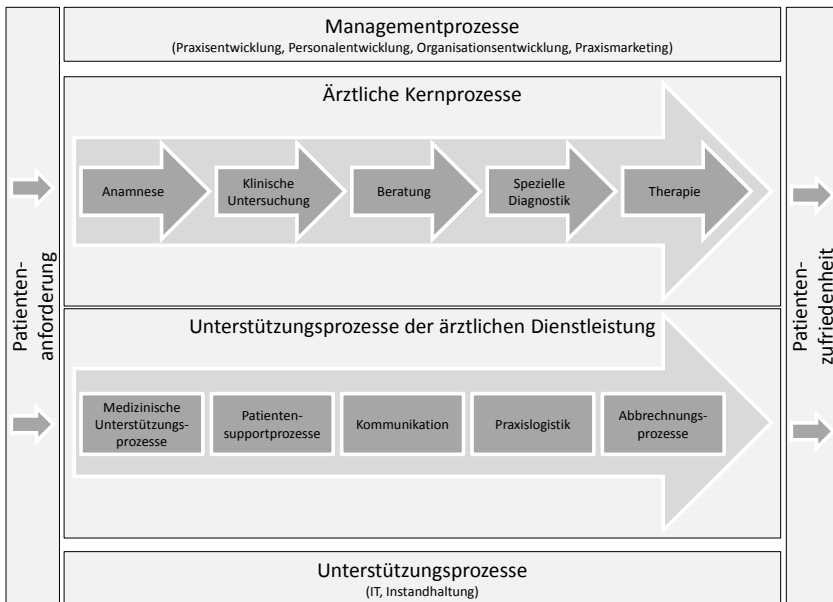 Managementprozesse
(Praxisentwicklung, Personalentwicklung, Organisationsentwicklung, Praxismarketing)
Patienten-
anforderung
Ärztliche Kernprozesse
Anamnese
Klinische
Untersuchung
Beratung
Spezielle
Diagnostik
Therapie
Unterstützungsprozesse der ärztlichen Dienstleistung
Medizinische
Unterstützungs-
prozesse
Patienten-
supportprozesse
Kommunikation
Praxislogistik
Abbrechnungs-
prozesse
Patienten-
zufriedenheit
Unterstützungsprozesse
(IT, Instandhaltung)